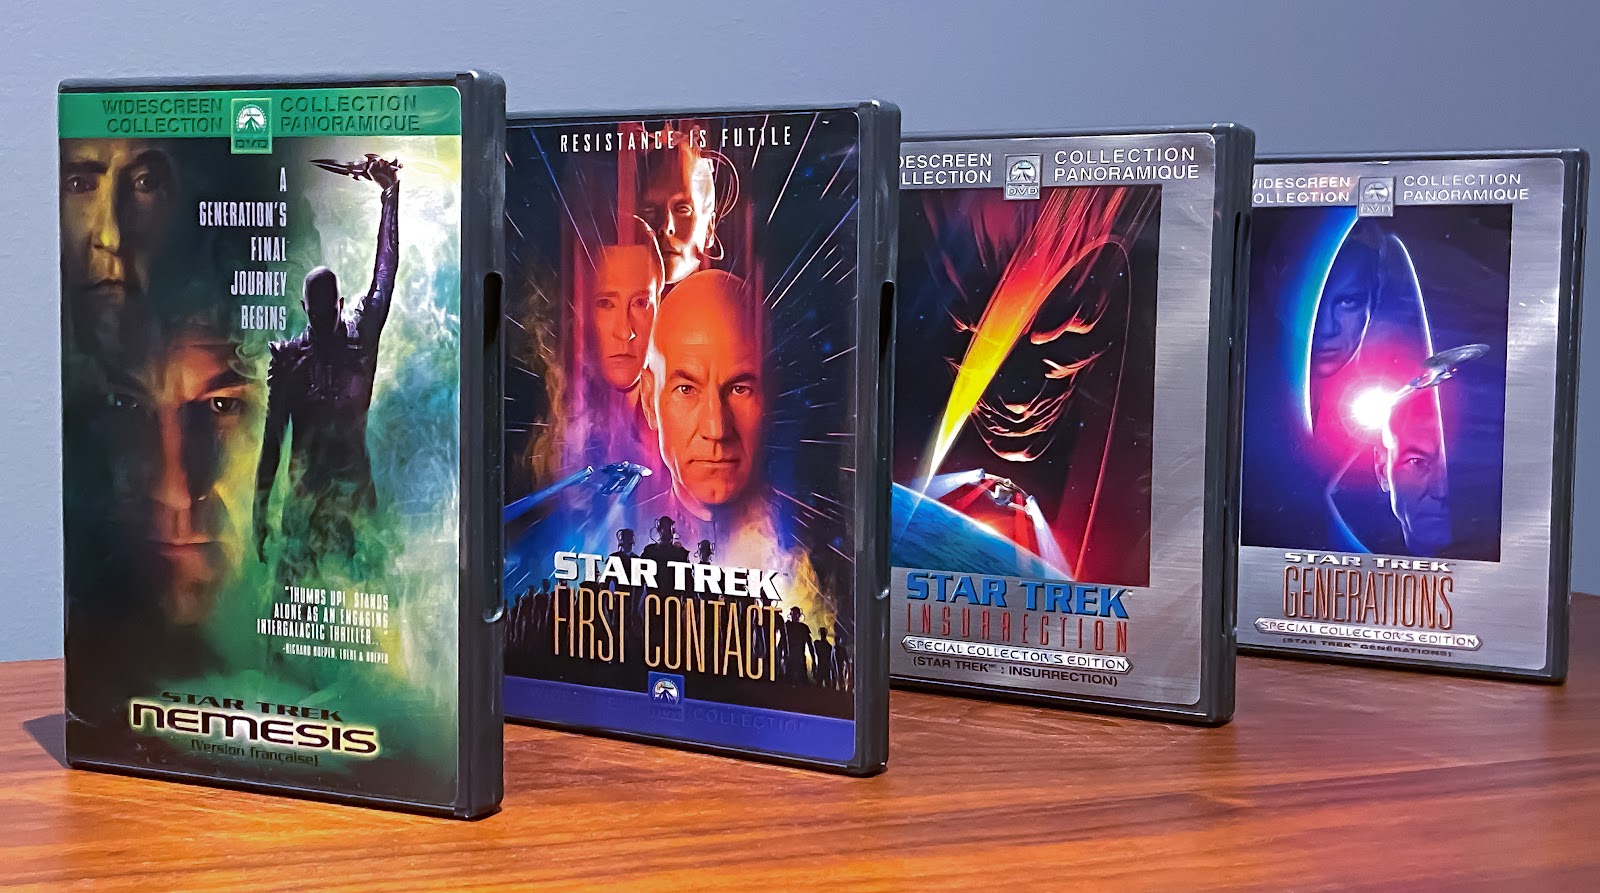 WIDESCREEN
COLLECTION
DVD
COLLECTION
PANORAMIQUE
A
GENERATION'S
FINAL
JOURNEY
BEGINS
"THUMBS UP! STANDS
ALONE AS AN ENGAGING
INTERGALACTIC THRILLER..."
-RICHARD ROEPER, EBERT & ROEPER
STAR TREK
NEMESIS
(Version française)
RESISTANCE IS FUTILE
STAR TREK
FIRST CONTACT
DVD COLLECTION
DESCREEN
LLECTION
DVD
COLLECTION
PANORAMIQUE
STAR TREK
INSURRECTION
SPECIAL COLLECTOR'S EDITION
(STAR TREK : INSURRECTION)
WIDESCREEN
COLLECTION
DVD
COLLECTION
PANORAMIQUE
STAR TREK
GENERATIONS
SPECIAL COLLECTOR'S EDITION
(STAR TREK GÉNÉRATIONS)